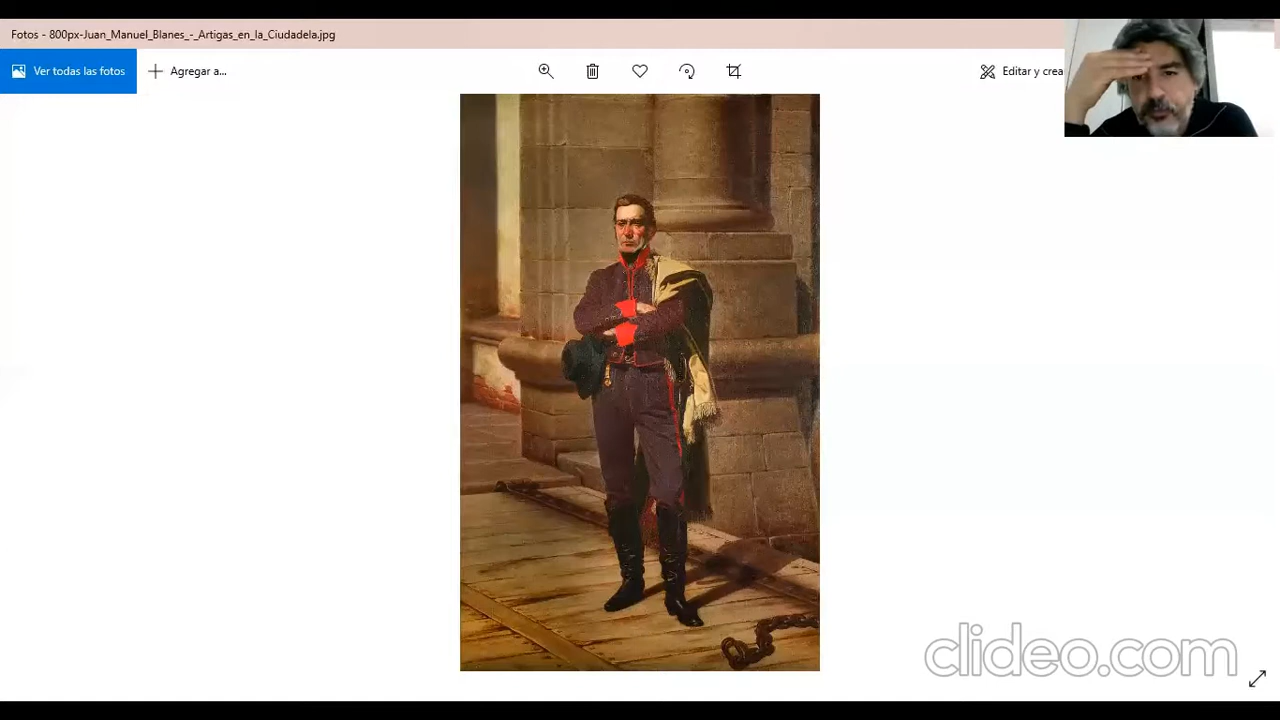 Fotos - 800px-Juan_Manuel_Blanes_-_Artigas_en_la_Ciudadela.jpg
Ver todas las fotos
Agregar a...
Editar y crea
clideo.com